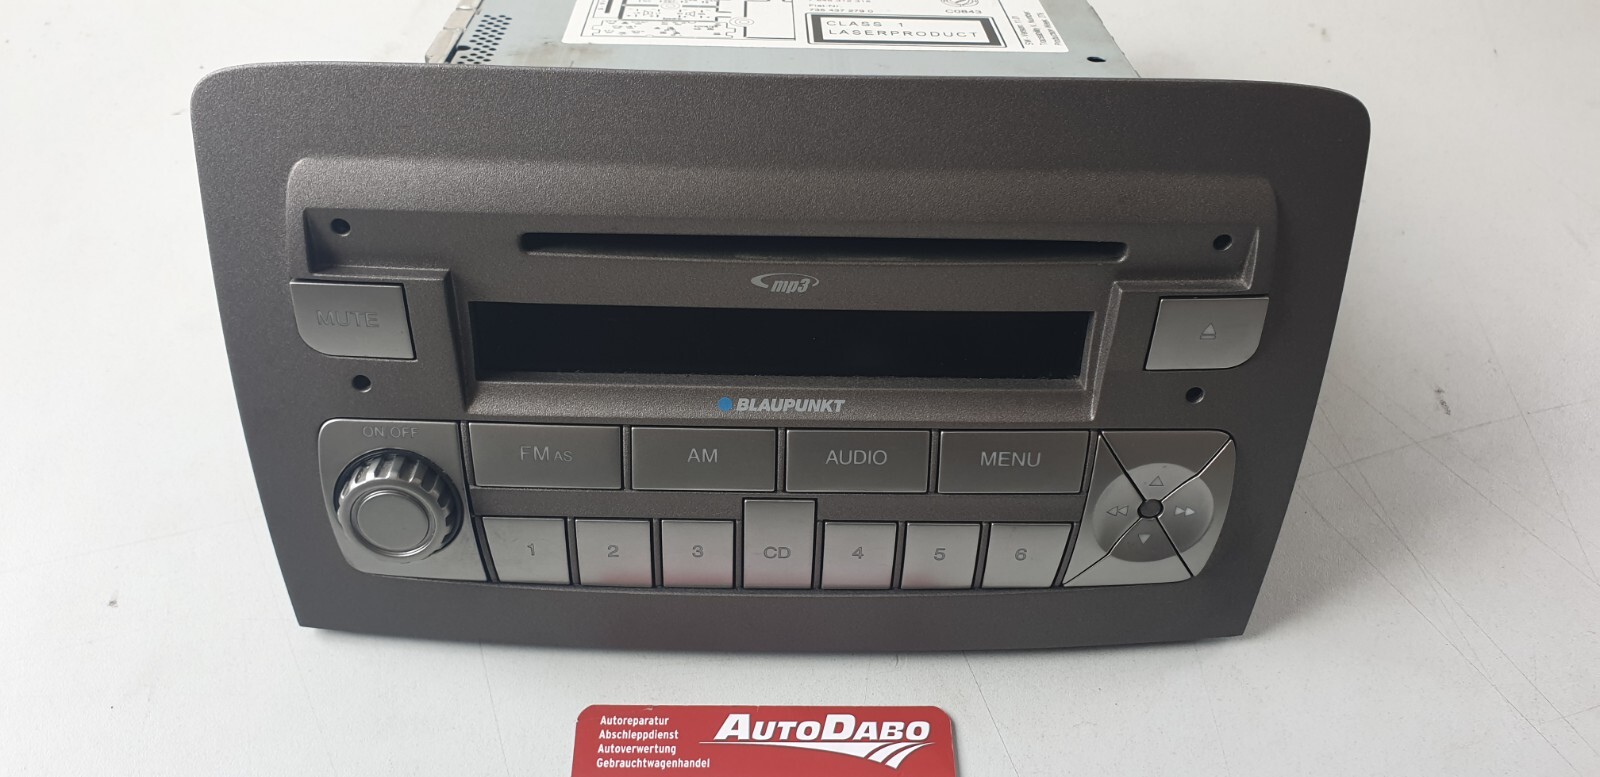 CD843
CLASS 1
LASERPRODUCT
mp3
MUTE
BLAUPUNKT
ON OFF
FM AS
AM
AUDIO
MENU
1
2
3
CD
4
5
6
Autoreparatur
Abschleppdienst
Autoverwertung
Gebrauchtwagenhandel
AUTODABO